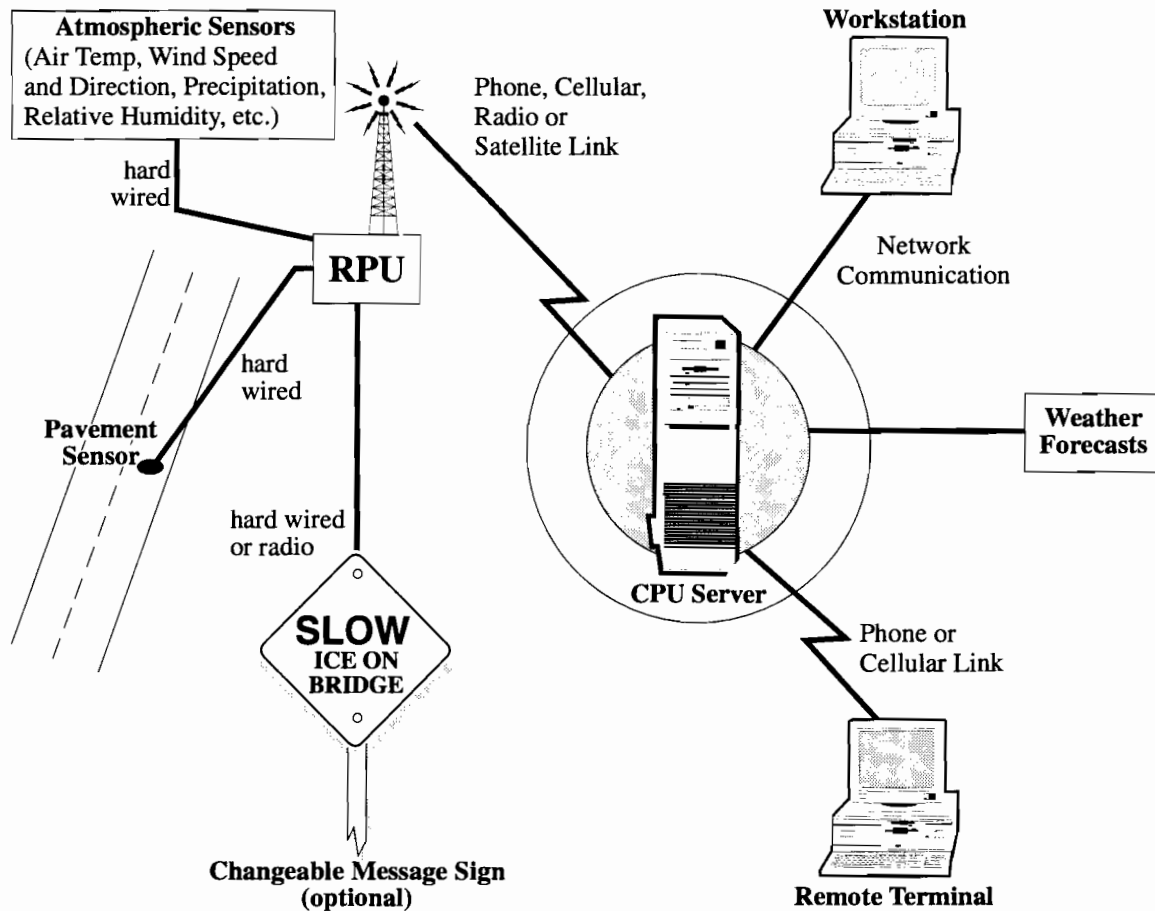 Atmospheric Sensors
(Air Temp, Wind Speed
and Direction, Precipitation,
Relative Humidity, etc.)
hard
wired
RPU
hard
wired
Pavement
Sensor
hard wired
or radio
SLOW
ICE ON
BRIDGE
Changeable Message Sign
(optional)
Phone, Cellular,
Radio or
Satellite Link
Workstation
Network
Communication
Weather
Forecasts
CPU Server
Phone or
Cellular Link
Remote Terminal